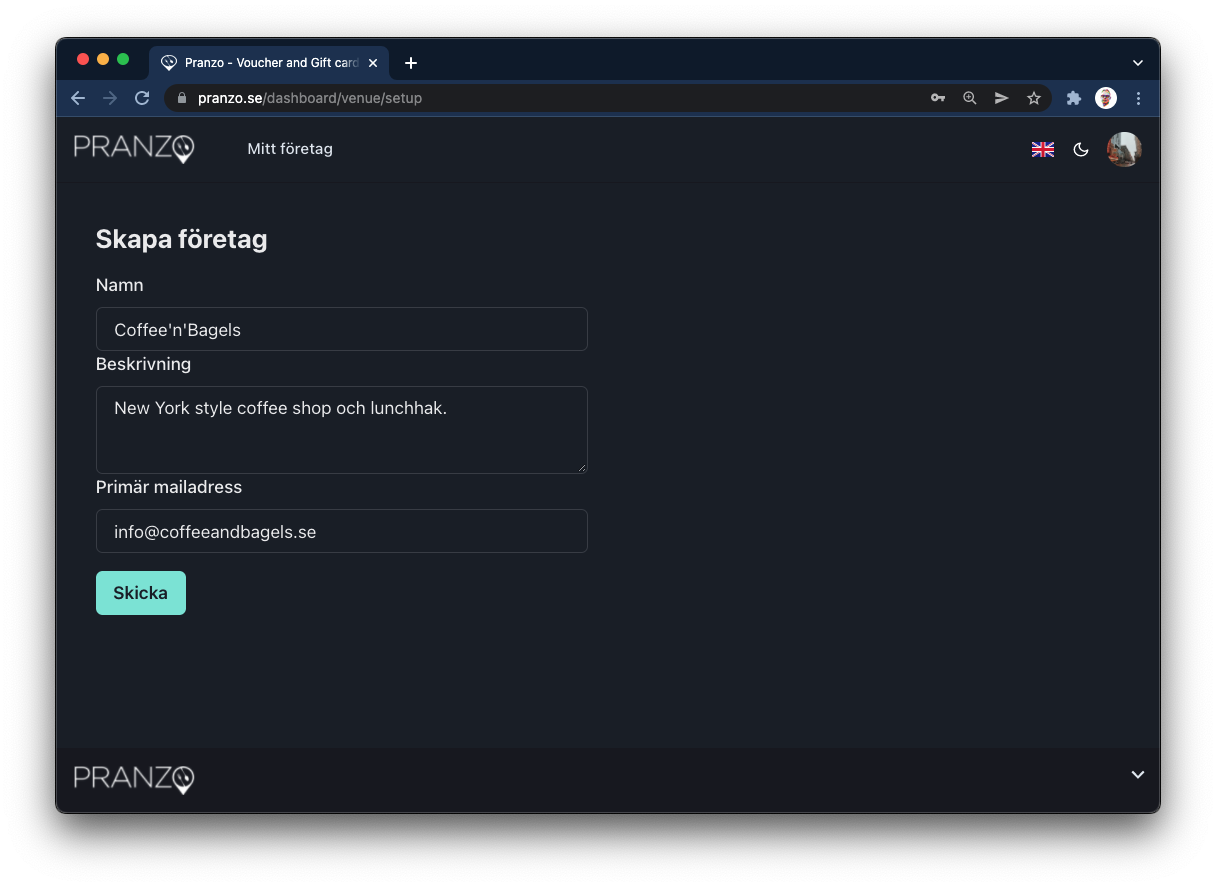 Pranzo - Voucher and Gift card
pranzo.se/dashboard/venue/setup
PRANZO
Mitt företag
Skapa företag
Namn
Coffee'n'Bagels
Beskrivning
New York style coffee shop och lunchhak.
Primär mailadress
info@coffeeandbagels.se
Skicka
PRANZO